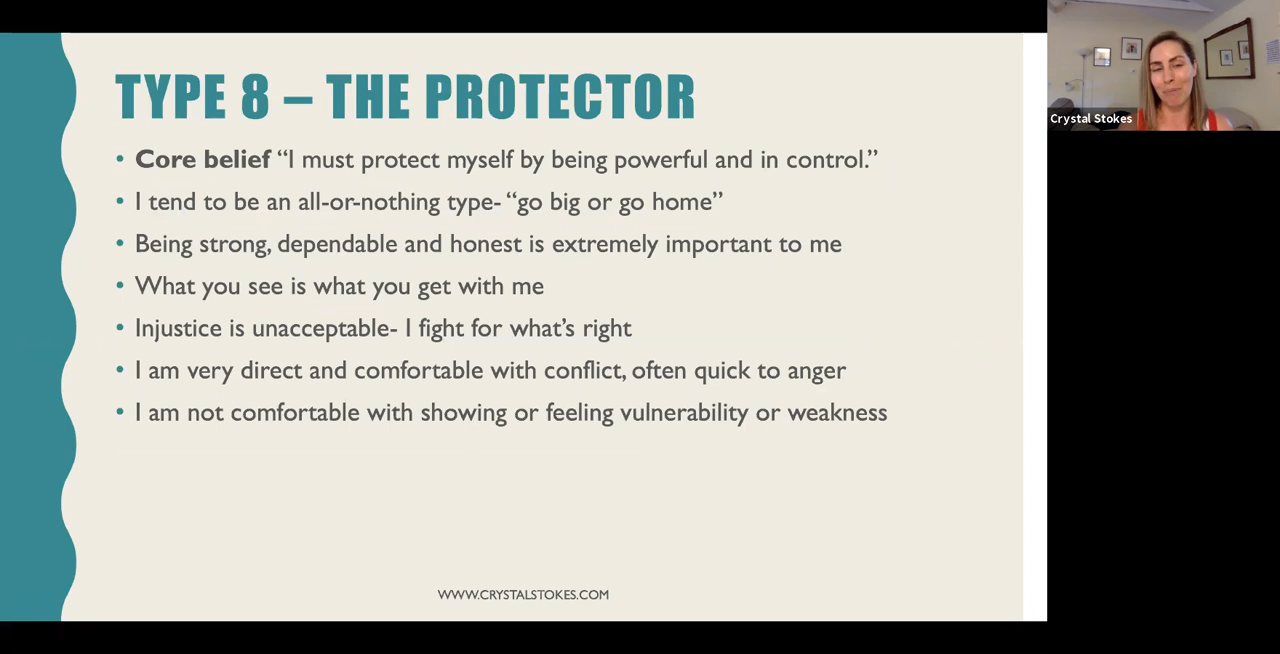 TYPE 8 – THE PROTECTOR
• Core belief “I must protect myself by being powerful and in control.”
• I tend to be an all-or-nothing type- “go big or go home”
• Being strong, dependable and honest is extremely important to me
• What you see is what you get with me
• Injustice is unacceptable- I fight for what’s right
• I am very direct and comfortable with conflict, often quick to anger
• I am not comfortable with showing or feeling vulnerability or weakness
WWW.CRYSTALSTOKES.COM
Crystal Stokes